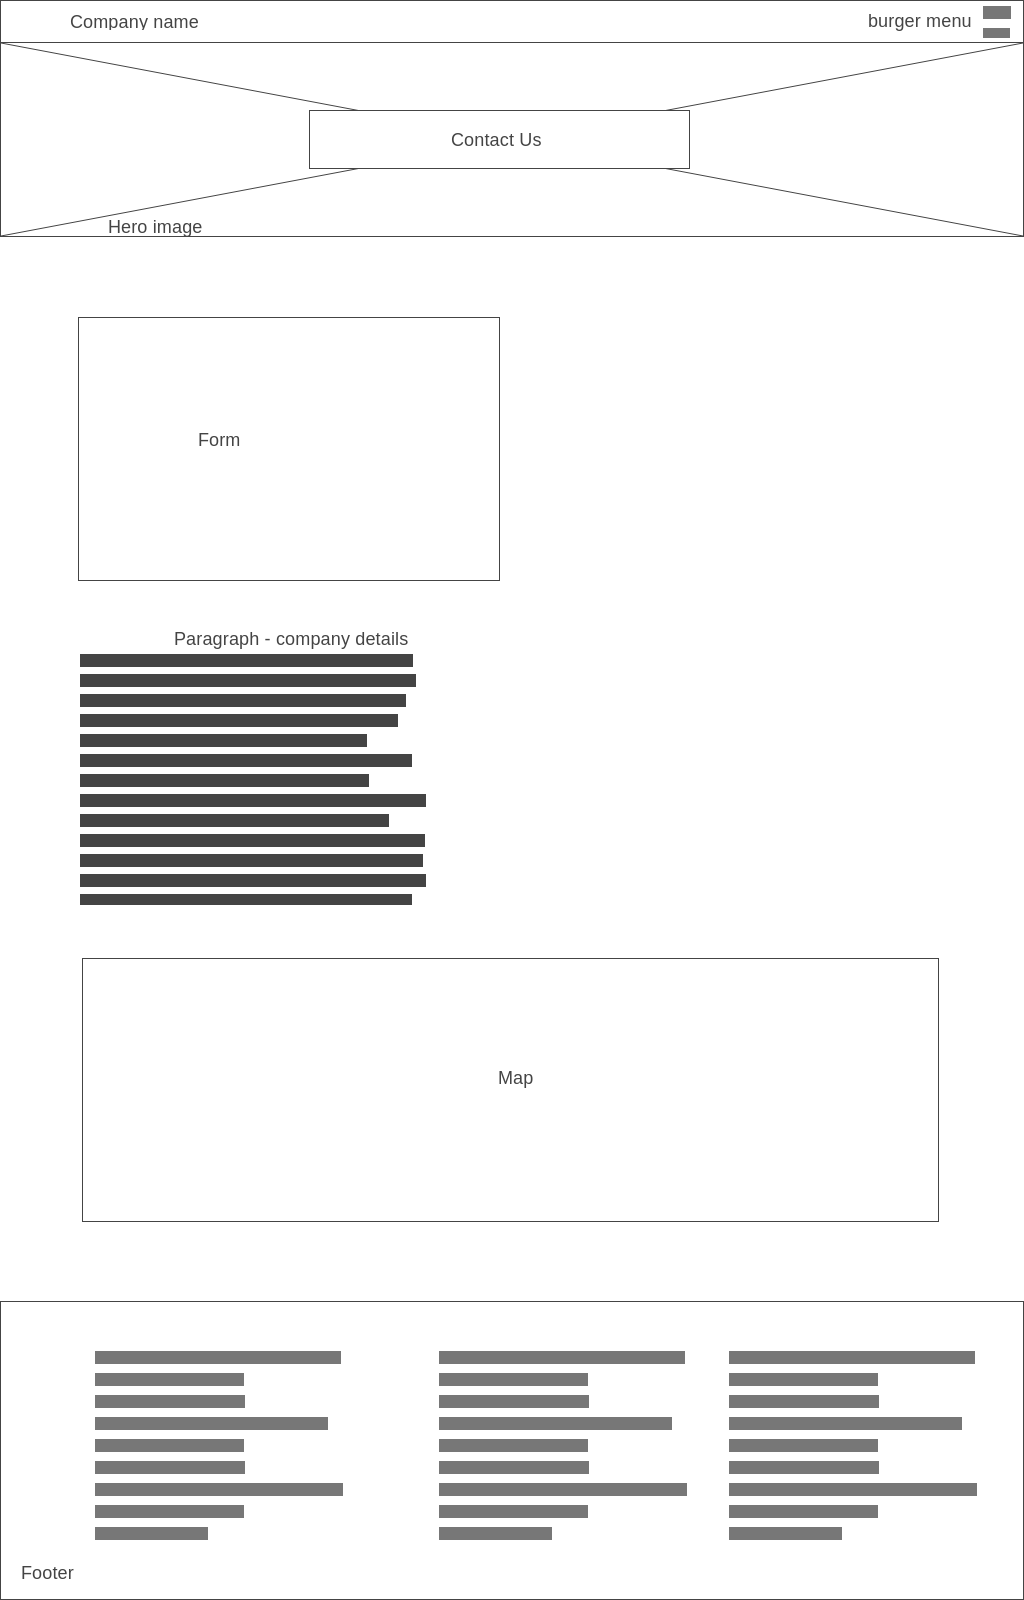 Company name
burger menu
Contact Us
Hero image
Form
Paragraph - company details
Map
Footer